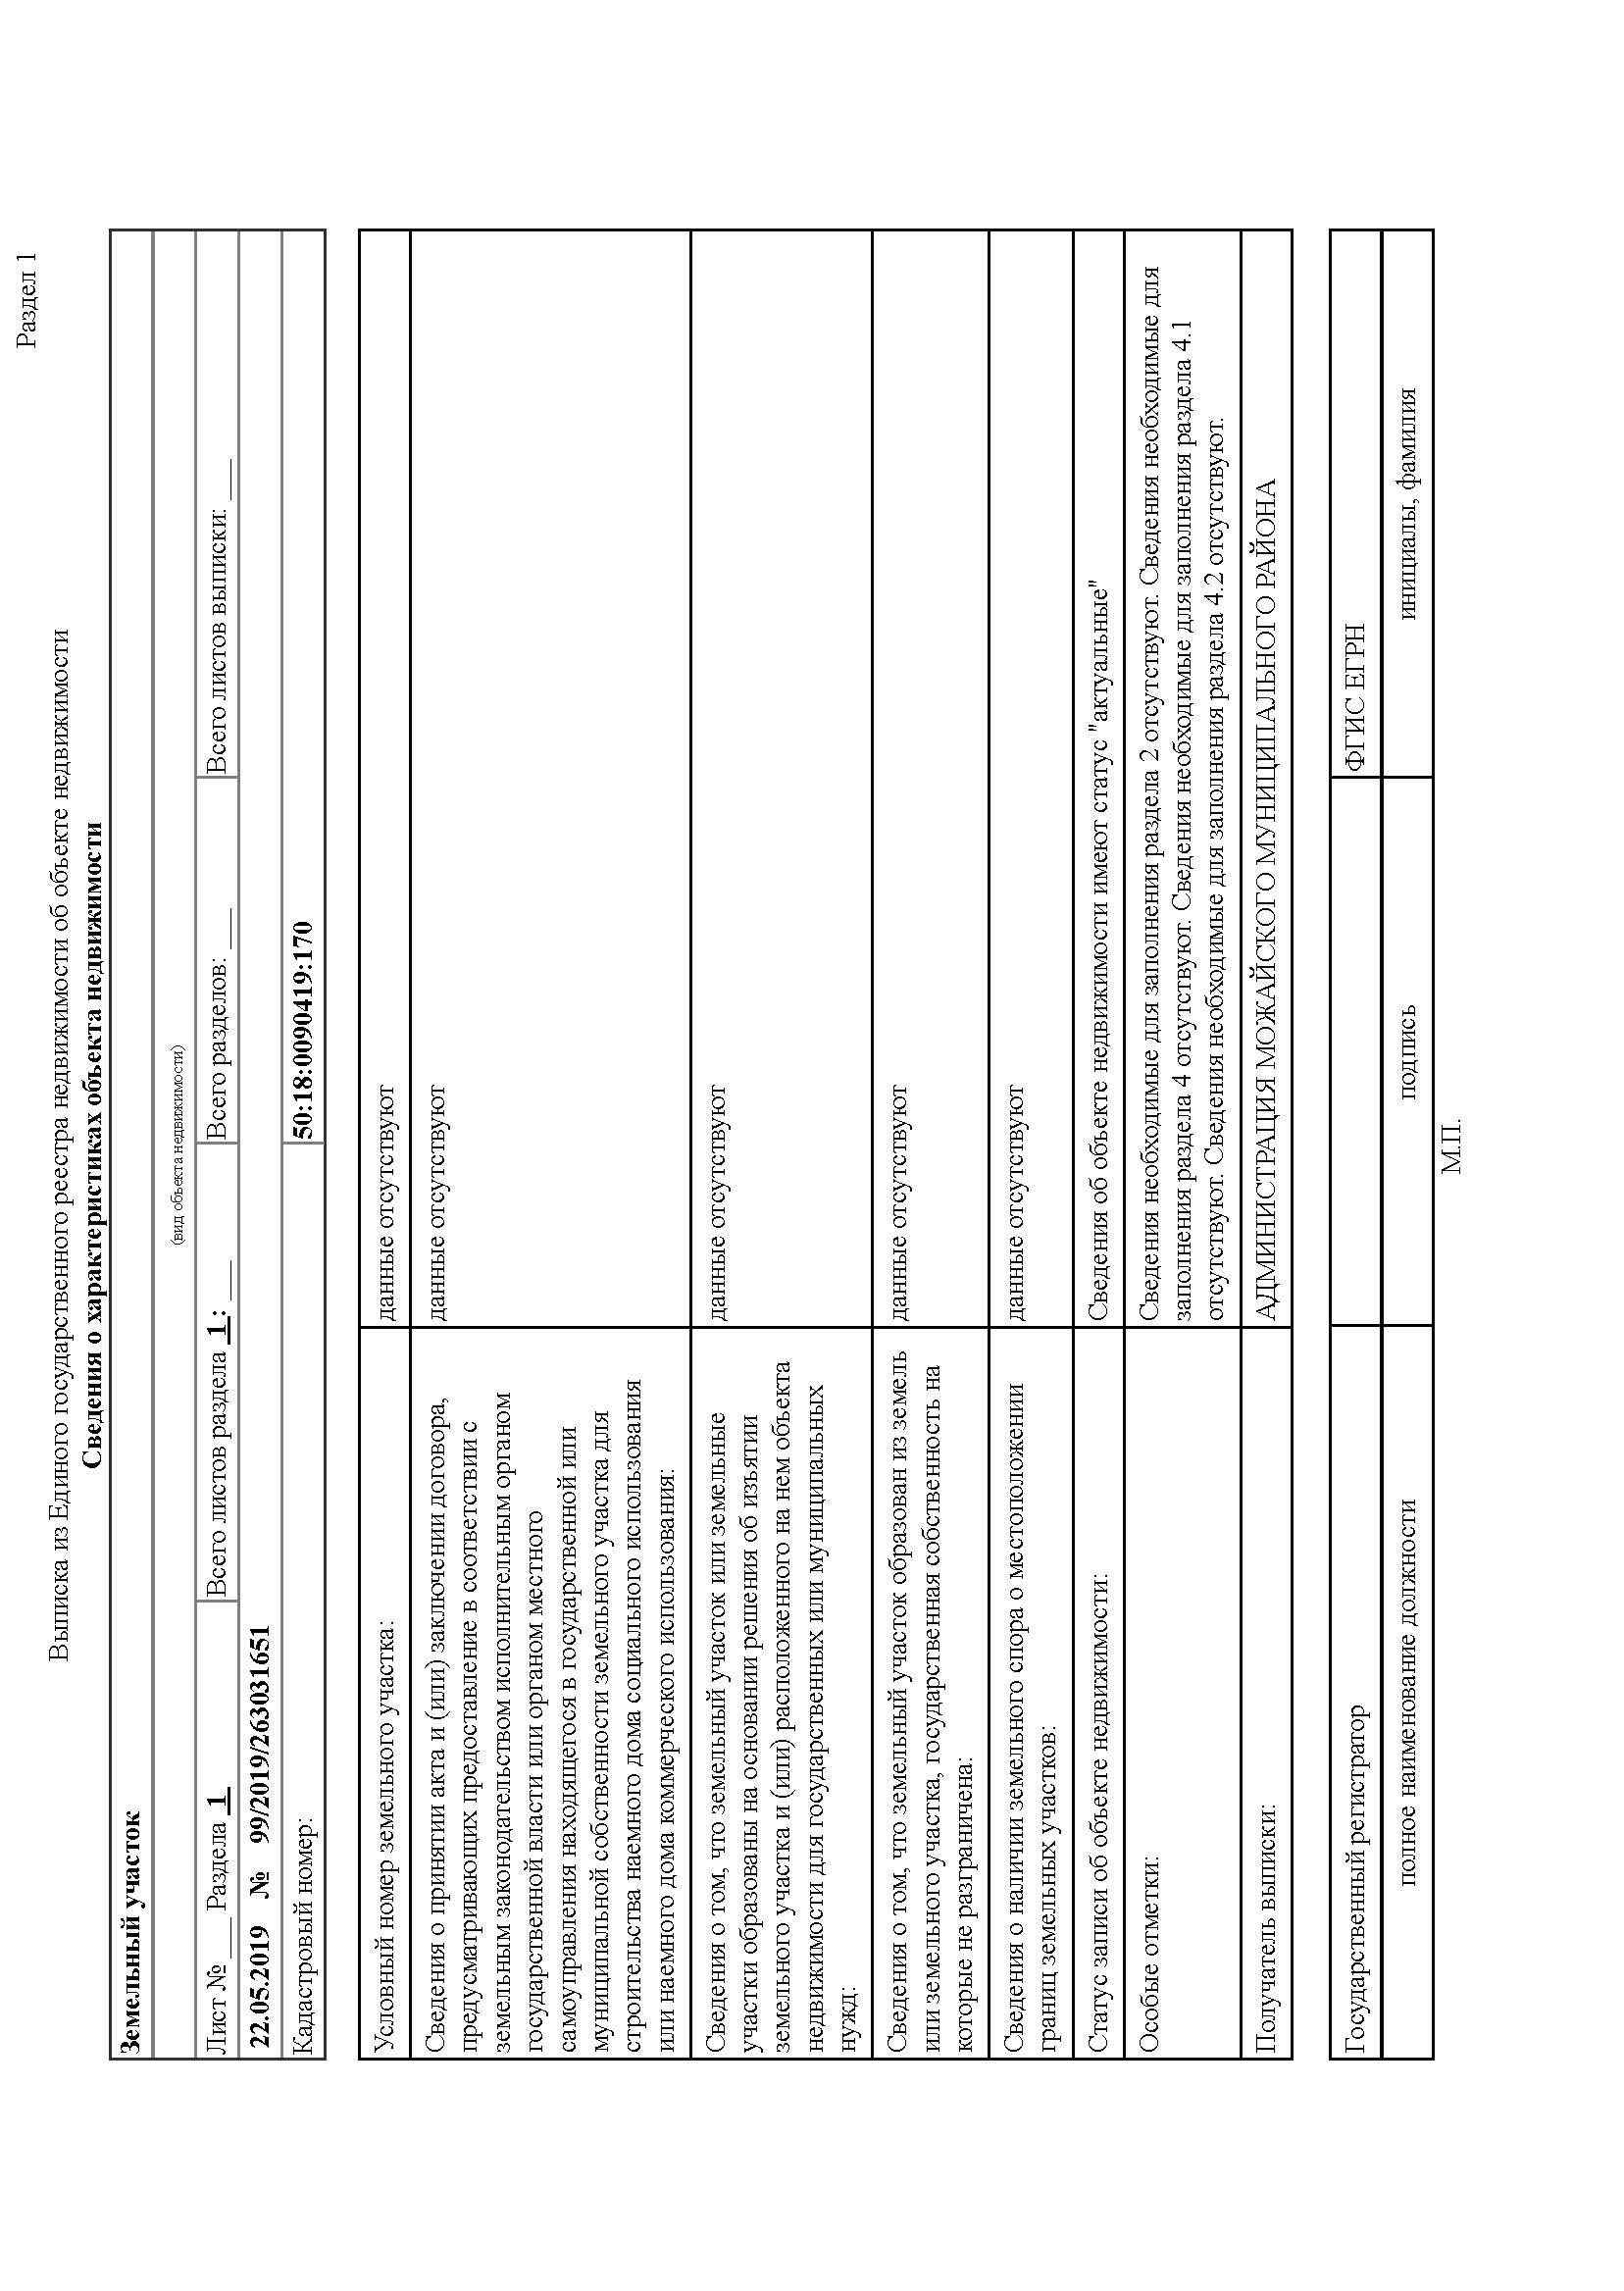 Раздел 1
Выписка из Единого государственного реестра недвижимости об объекте недвижимости
Сведения о характеристиках объекта недвижимости
Земельный участок
(вид объекта недвижимости)
Лист № ___ Раздела 1 Всего листов раздела 1 : ___ Всего разделов: ___ Всего листов выписки: ___
22.05.2019 № 99/2019/263031651
Кадастровый номер: 50:18:0090419:170
Условный номер земельного участка: данные отсутствуют
Сведения о принятии акта и (или) заключении договора, данные отсутствуют
предусматривающих предоставление в соответствии с
земельным законодательством исполнительным органом
государственной власти или органом местного
самоуправления находящегося в государственной или
муниципальной собственности земельного участка для
строительства наемного дома социального использования
или наемного дома коммерческого использования:
Сведения о том, что земельный участок или земельные данные отсутствуют
участки образованы на основании решения об изъятии
земельного участка и (или) расположенного на нем объекта
недвижимости для государственных или муниципальных
нужд:
Сведения о том, что земельный участок образован из земель данные отсутствуют
или земельного участка, государственная собственность на
которые не разграничена:
Сведения о наличии земельного спора о местоположении данные отсутствуют
границ земельных участков:
Статус записи об объекте недвижимости: Сведения об объекте недвижимости имеют статус "актуальные"
Особые отметки: Сведения необходимые для заполнения раздела 2 отсутствуют. Сведения необходимые для
заполнения раздела 4 отсутствуют. Сведения необходимые для заполнения раздела 4.1
отсутствуют. Сведения необходимые для заполнения раздела 4.2 отсутствуют.
Получатель выписки: АДМИНИСТРАЦИЯ МОЖАЙСКОГО МУНИЦИПАЛЬНОГО РАЙОНА
Государственный регистратор ФГИС ЕГРН
полное наименование должности подпись инициалы, фамилия
М.П.